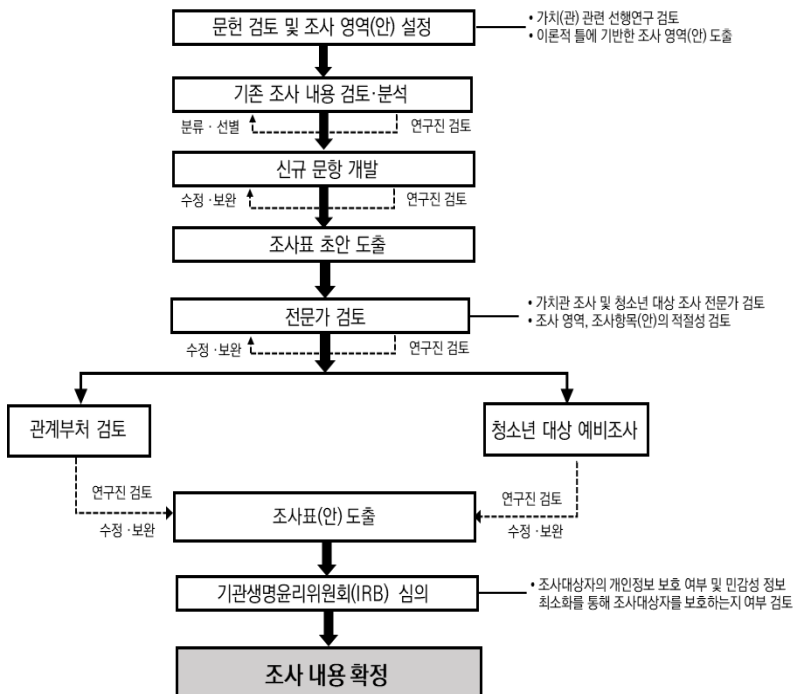 문헌 검토 및 조사 영역(안) 설정
• 가치(관) 관련 선행연구 검토
• 이론적 틀에 기반한 조사 영역(안) 도출
기존 조사 내용 검토·분석
분류 · 선별
연구진 검토
신규 문항 개발
수정 ·보완
연구진 검토
조사표 초안 도출
전문가 검토
• 가치관 조사 및 청소년 대상 조사 전문가 검토
• 조사 영역, 조사항목(안)의 적절성 검토
수정 ·보완
연구진 검토
관계부처 검토
청소년 대상 예비조사
연구진 검토
수정 ·보완
조사표(안) 도출
연구진 검토
수정 ·보완
기관생명윤리위원회(IRB) 심의
• 조사대상자의 개인정보 보호 여부 및 민감성 정보
최소화를 통해 조사대상자를 보호하는지 여부 검토
조사 내용 확정